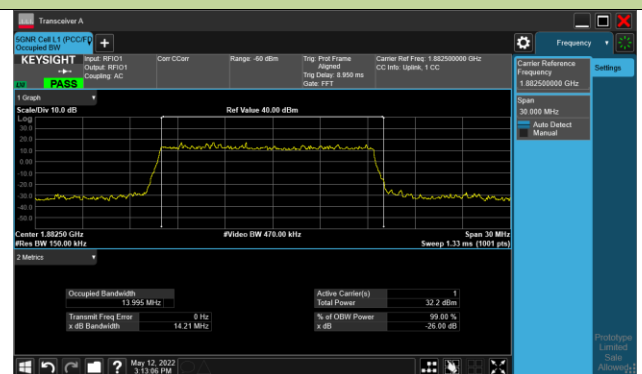 Transceiver A
5GNR Cell I,1 (PCC/FD
Occupied BW
Frequency
KEYSIGHT
Input: RFIO1
Output: RFIO1
Coupling: AC
Corr CCorr
Range: -60 dBm
Trig: Prot Frame
Aligned
Trig Delay: 8.950 ms
Gate: FFT
Carrier Ref Freq: 1.882500000 GHz
CC Info: Uplink, 1 CC
PASS
Carrier Reference
Frequency
1.882500000 GHz
Settings
Span
30.000 MHz
Auto Detect
Manual
1 Graph
Scale/Div 10.0 dB
Ref Value 40.00 dBm
Log
30.0
20.0
10.0
0.00
-10.0
-20.0
-30.0
-40.0
-50.0
Center 1.88250 GHz
#Video BW 470.00 kHz
Span 30 MHz
#Res BW 150.00 kHz
Sweep 1.33 ms (1001 pts)
2 Metrics
Occupied Bandwidth
13.995 MHz
Active Carrier(s) 1
Total Power 32.2 dBm
Transmit Freq Error 0 Hz
x dB Bandwidth 14.21 MHz
% of OBW Power 99.00 %
x dB -26.00 dB
Prototype
Limited
Sale
Allowed
?
May 12, 2022
3:13:06 PM